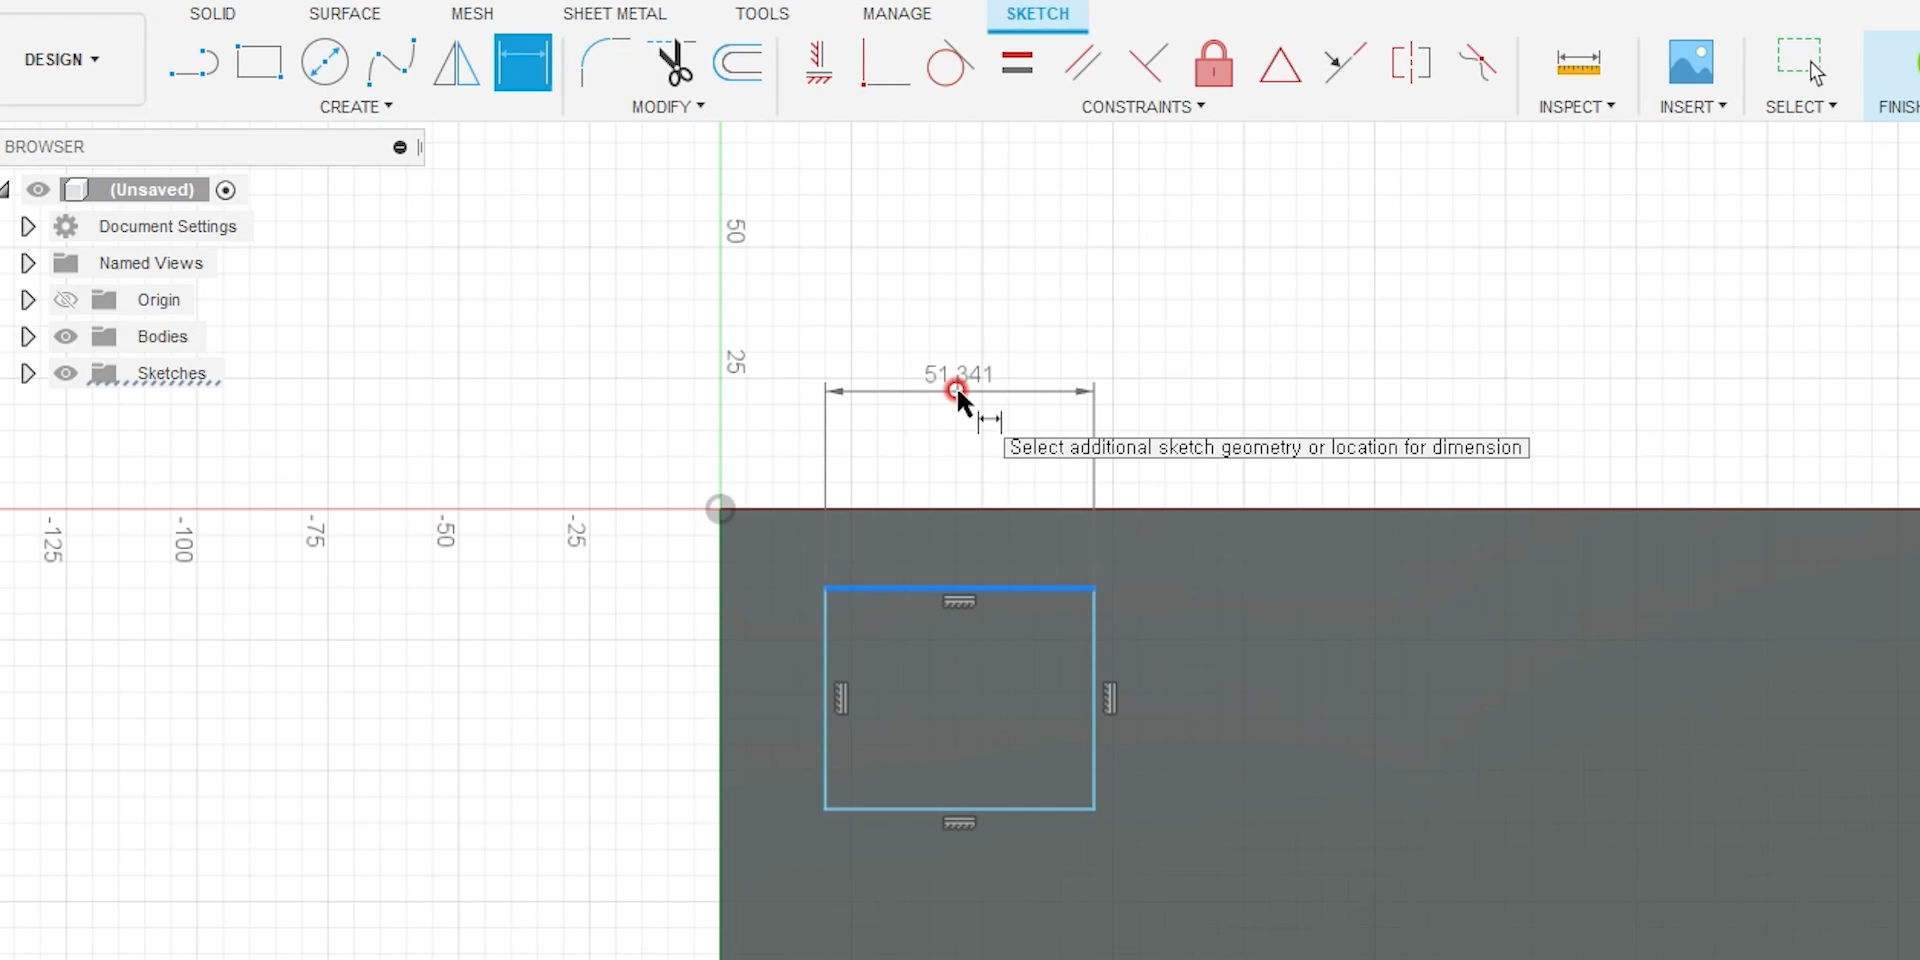 SOLID SURFACE MESH SHEET METAL TOOLS MANAGE SKETCH
DESIGN
CREATE MODIFY CONSTRAINTS INSPECT INSERT SELECT FINISH
BROWSER
(Unsaved)
Document Settings
Named Views
Origin
Bodies
Sketches
50
25
51.341
Select additional sketch geometry or location for dimension
-125 -100 -75 -50 -25